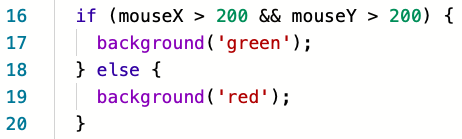 16 if (mouseX > 200 && mouseY > 200) {
17   background('green');
18 } else {
19   background('red');
20 }